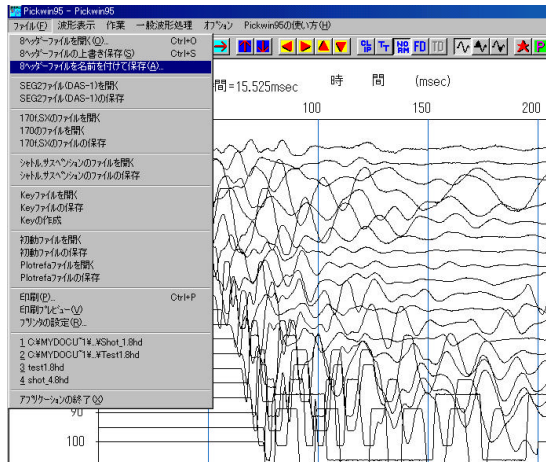 Pickwin95 - Pickwin95
ファイル(F) 波形表示 作業 一般波形処理 オプション Pickwin95の使い方(H)
8ヘッダーファイルを開く(O)... Ctrl+O
8ヘッダーファイルの上書き保存(S) Ctrl+S
8ヘッダーファイルを名前を付けて保存(A)...
SEG2ファイル(DAS-1)を開く
SEG2ファイル(DAS-1)の保存
170f,SXのファイルを開く
170のファイルを開く
170f,SXのファイルの保存
シャトル,サスペンションのファイルを開く
シャトル,サスペンションのファイルの保存
Keyファイルを開く
Keyファイルの保存
Keyの作成
初動ファイルを開く
初動ファイルの保存
Plotrefaファイルを開く
Plotrefaファイルの保存
印刷(P)... Ctrl+P
印刷プレビュー(V)
プリンタの設定(R)...
1 C:¥MYDOCU~1¥..¥Shot_1.8hd
2 C:¥MYDOCU~1¥..¥Test1.8hd
3 test1.8hd
4 shot_4.8hd
アプリケーションの終了(X)
TT NORM FD TD P
間=15.525msec
時 間 (msec)
100 150 200
90
100